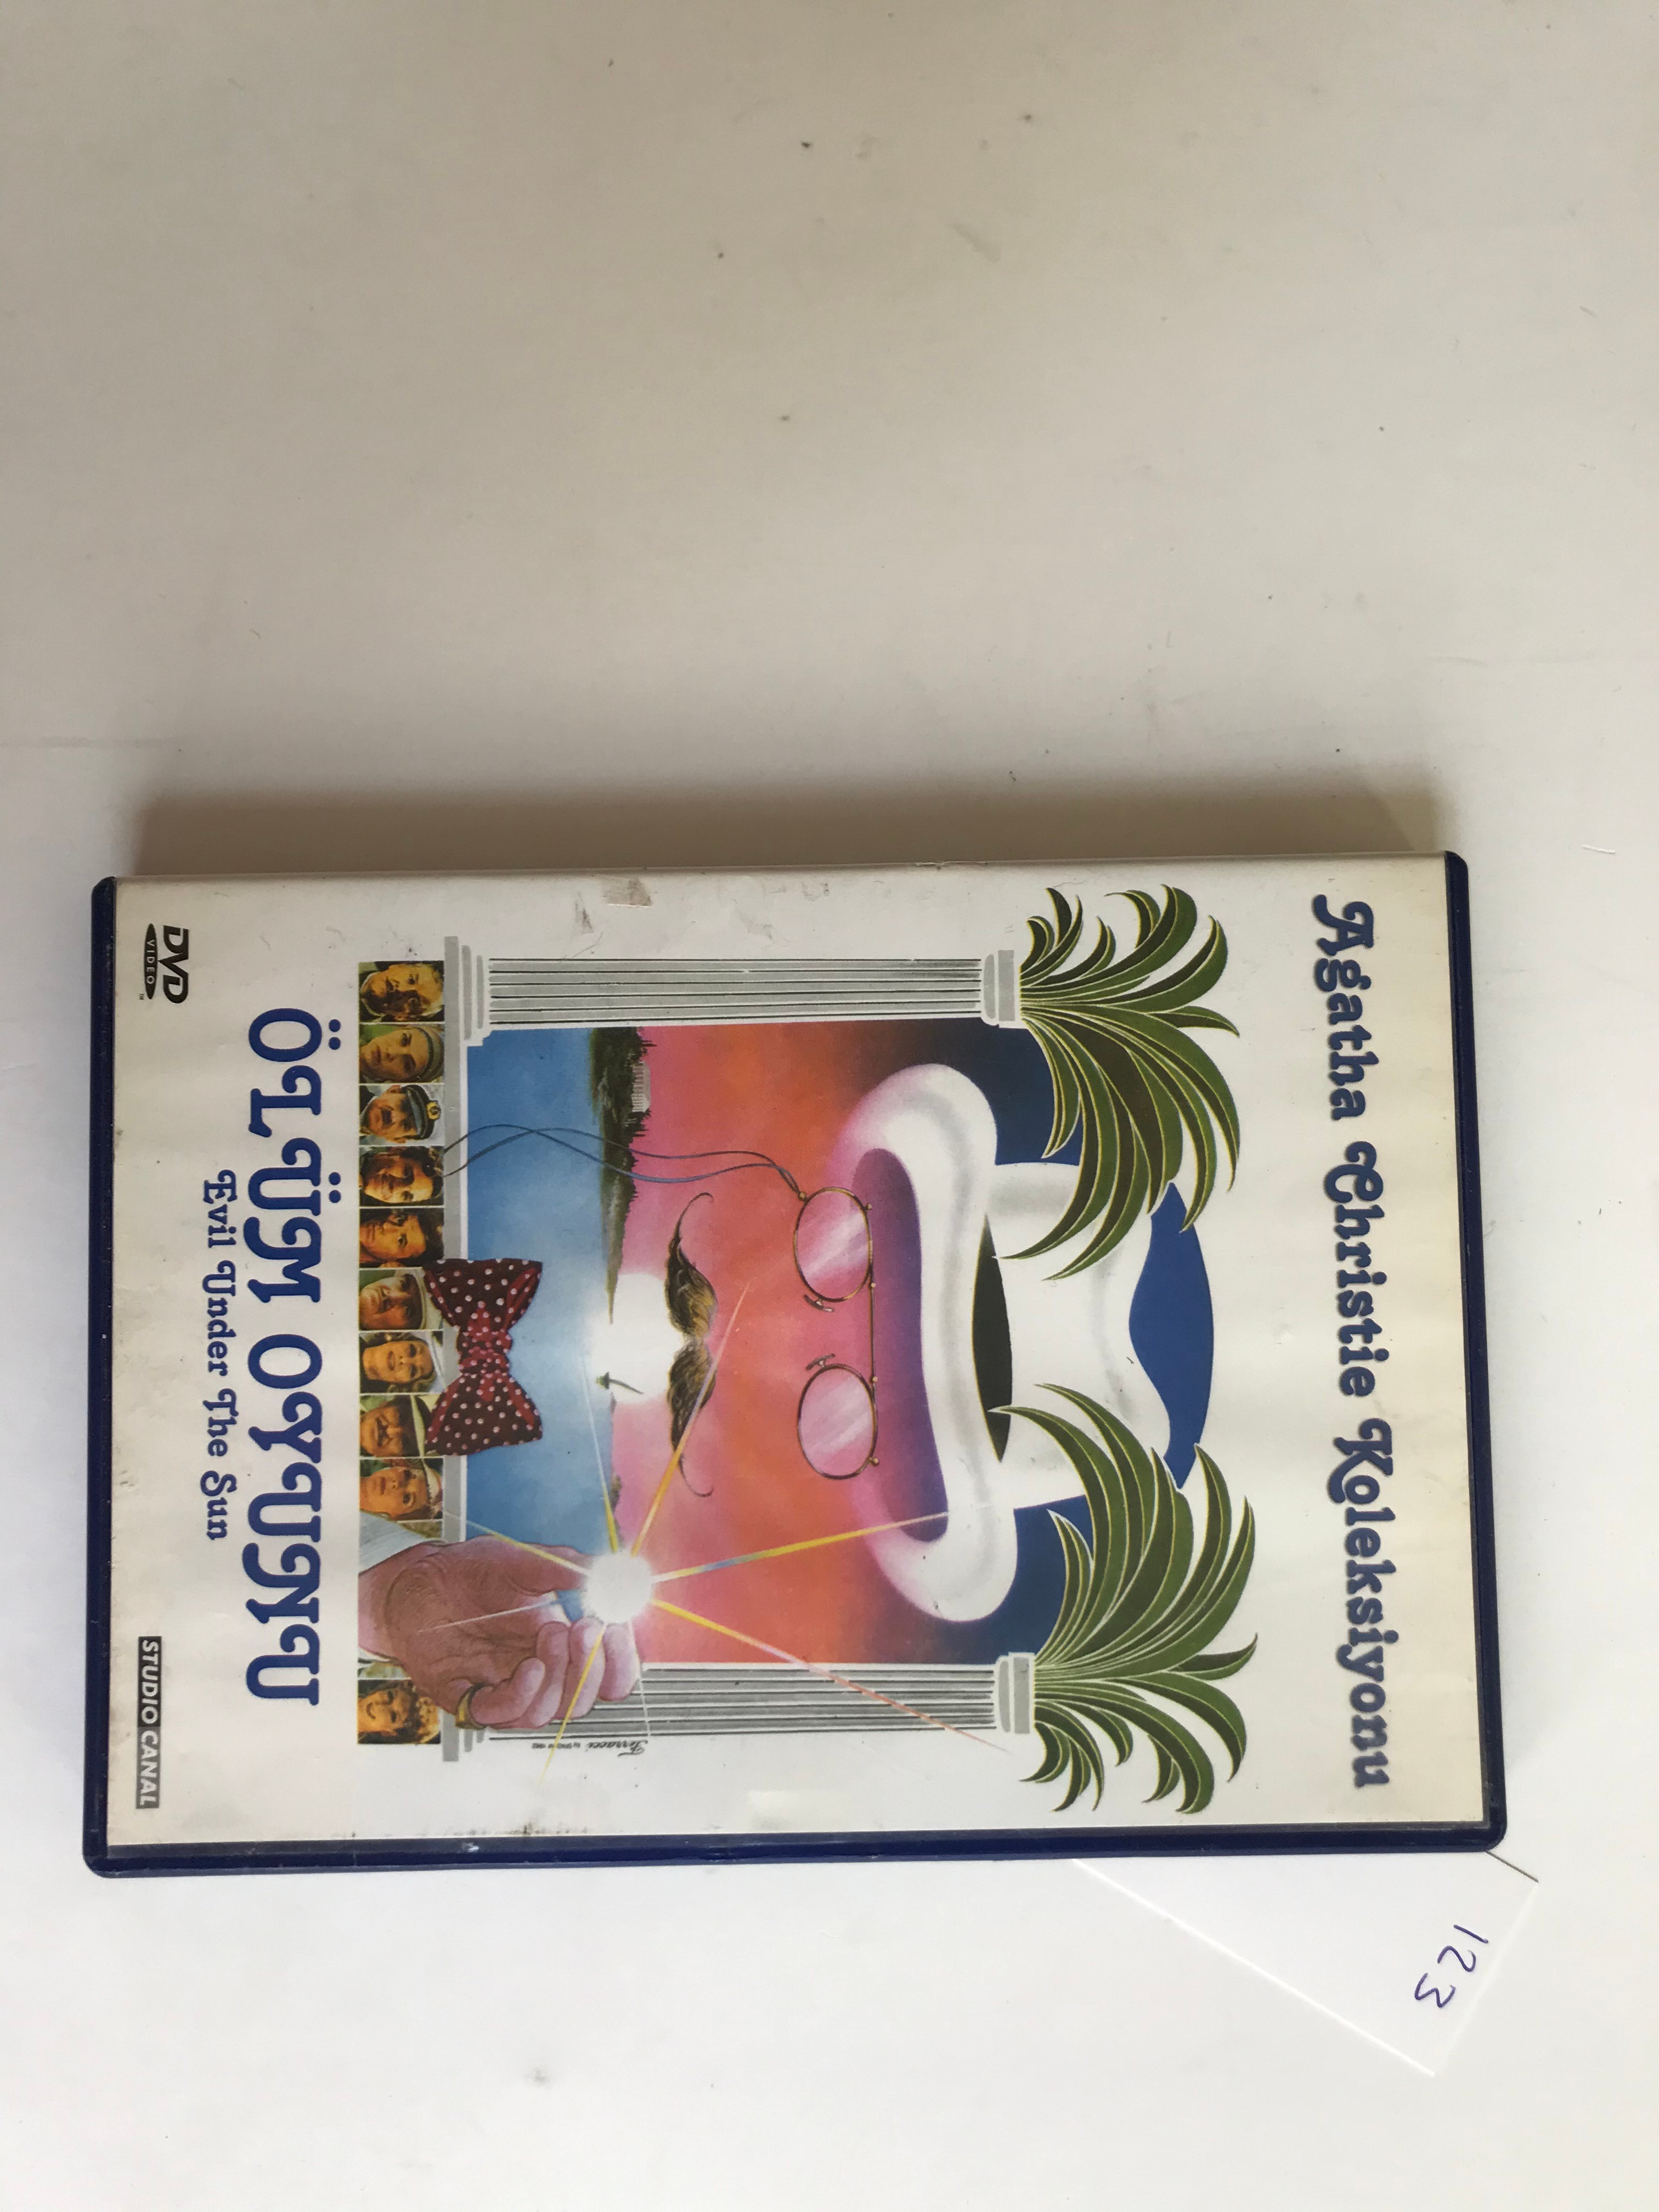 Agatha Christie Koleksiyonu
ÖLÜM OYUNU
Evil Under The Sun
DVD
VIDEO
STUDIO CANAL
123